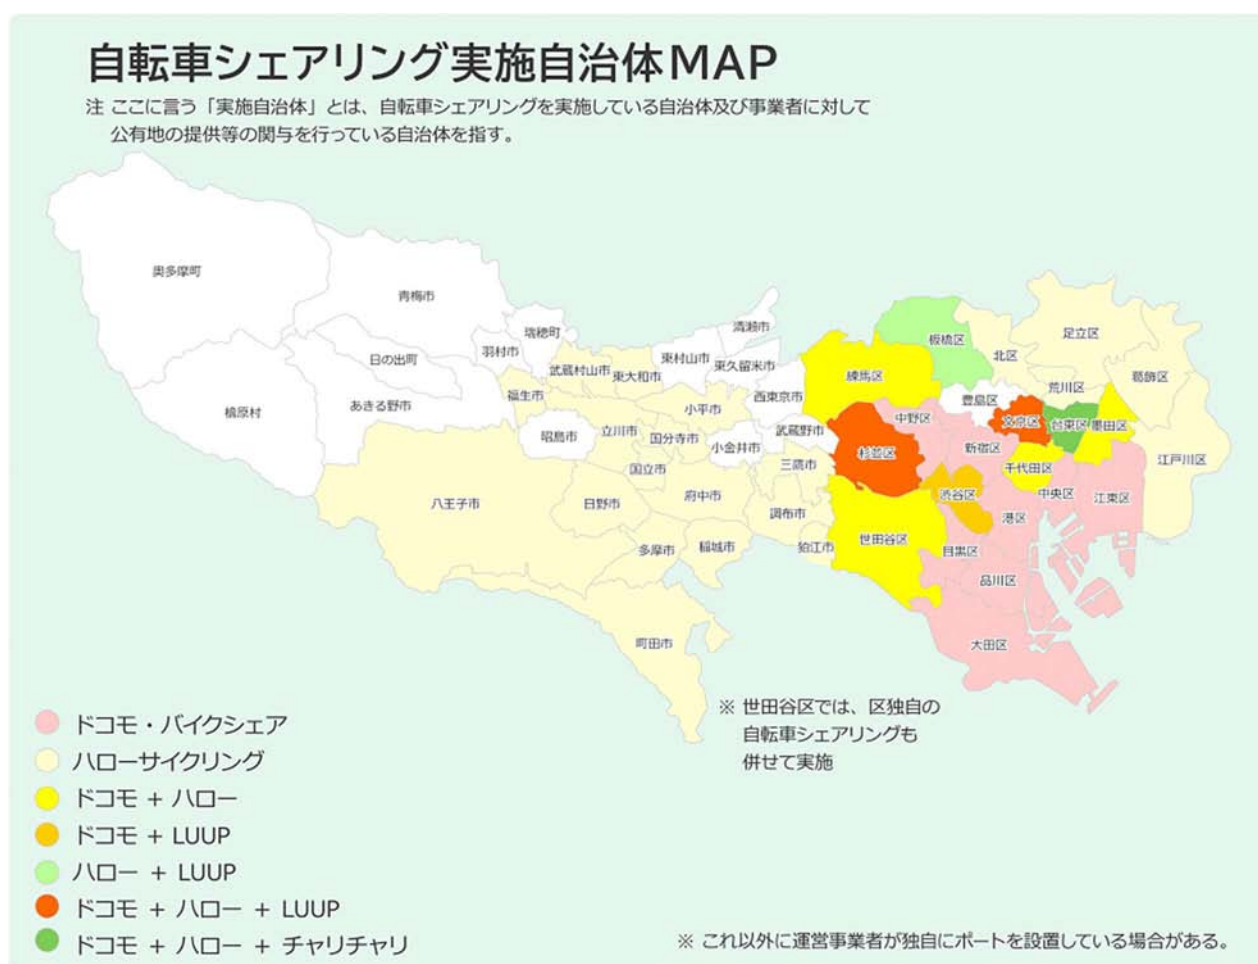 自転車シェアリング実施自治体MAP
注 ここに言う「実施自治体」とは、自転車シェアリングを実施している自治体及び事業者に対して
公有地の提供等の関与を行っている自治体を指す。
奥多摩町
青梅市
瑞穂町
清瀬市
羽村市
日の出町
東村山市
東久留米市
武蔵村山市
東大和市
檜原村
あきる野市
福生市
西東京市
小平市
昭島市
立川市
国分寺市
小金井市
武蔵野市
国立市
三鷹市
八王子市
日野市
府中市
調布市
多摩市
稲城市
狛江市
町田市
足立区
板橋区
北区
練馬区
葛飾区
荒川区
豊島区
中野区
文京区
台東区
墨田区
杉並区
新宿区
千代田区
江戸川区
渋谷区
中央区
江東区
港区
世田谷区
目黒区
品川区
大田区
※ 世田谷区では、区独自の
自転車シェアリングも
併せて実施
ドコモ・バイクシェア
ハローサイクリング
ドコモ + ハロー
ドコモ + LUUP
ハロー + LUUP
ドコモ + ハロー + LUUP
ドコモ + ハロー + チャリチャリ
※ これ以外に運営事業者が独自にポートを設置している場合がある。